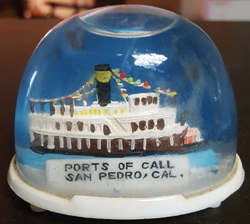 PORTS OF CALL
SAN PEDRO, CAL.